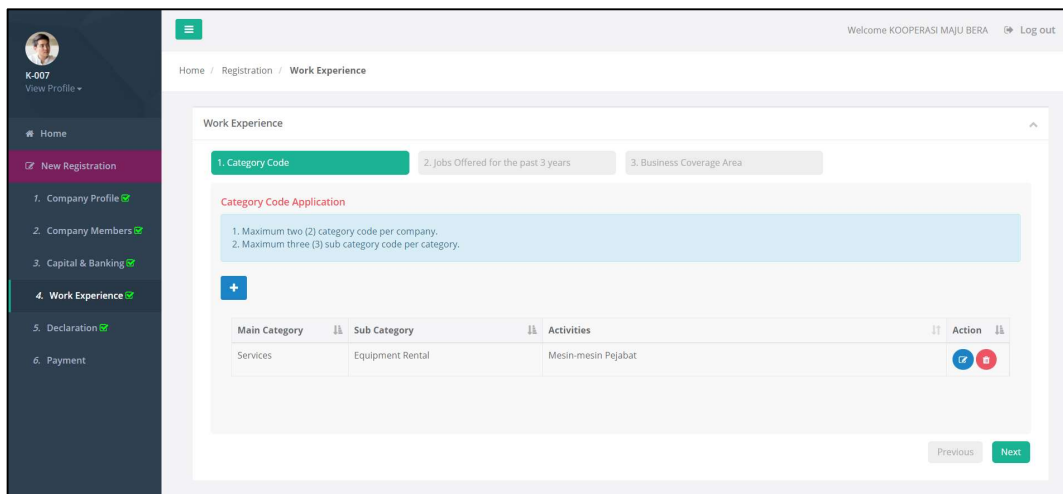 Welcome KOOPERASI MAJU BERA Log out
K-007
View Profile
Home / Registration / Work Experience
Home
New Registration
1. Company Profile
2. Company Members
3. Capital & Banking
4. Work Experience
5. Declaration
6. Payment
Work Experience
1. Category Code 2. Jobs Offered for the past 3 years 3. Business Coverage Area
Category Code Application
1. Maximum two (2) category code per company.
2. Maximum three (3) sub category code per category.
+
Main Category Sub Category Activities Action
Services Equipment Rental Mesin-mesin Pejabat
Previous Next